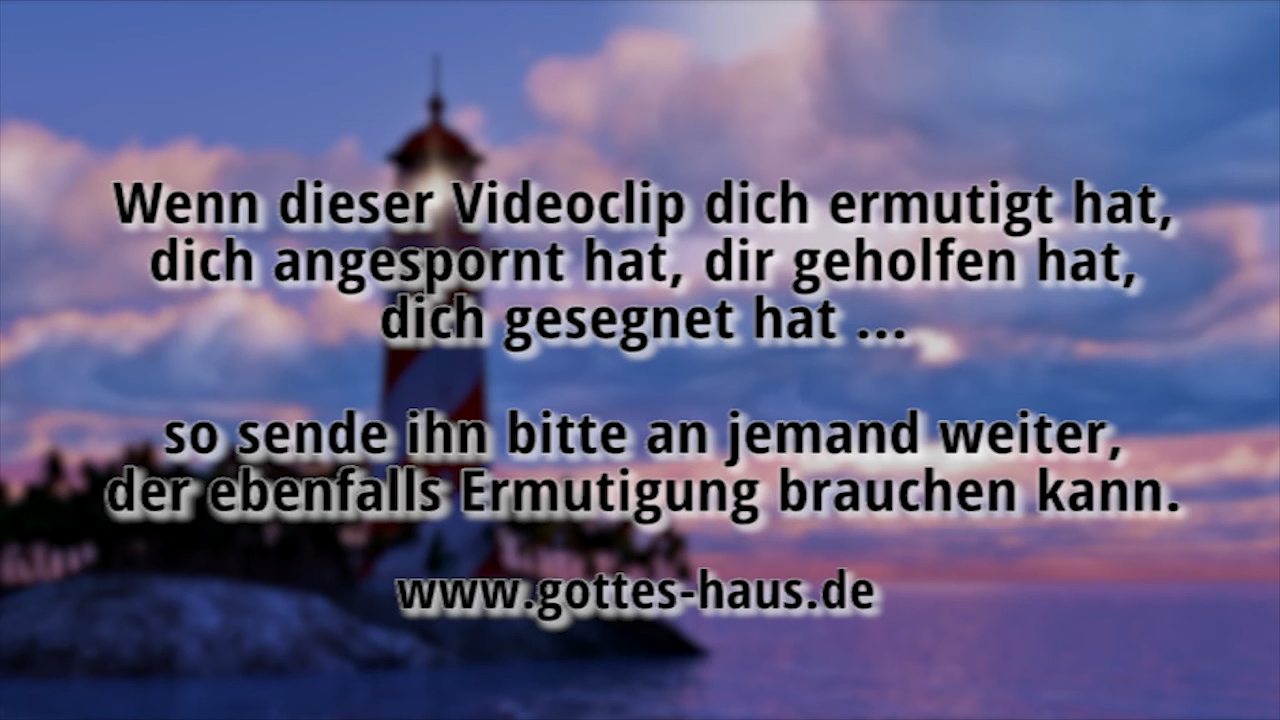 Wenn dieser Videoclip dich ermutigt hat,
dich angespornt hat, dir geholfen hat,
dich gesegnet hat ...
so sende ihn bitte an jemand weiter,
der ebenfalls Ermutigung brauchen kann.
www.gottes-haus.de